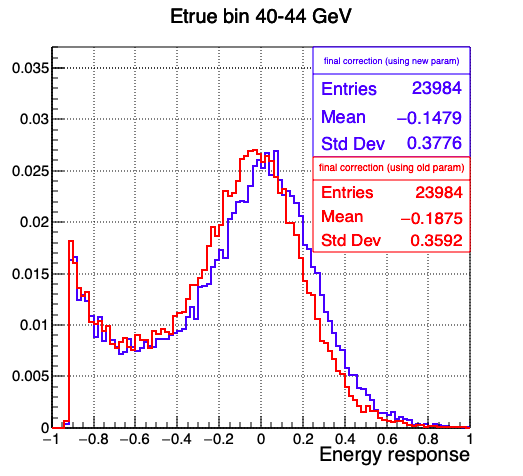 Etrue bin 40-44 GeV
final correction (using new param)
Entries 23984
Mean −0.1479
Std Dev 0.3776
final correction (using old param)
Entries 23984
Mean −0.1875
Std Dev 0.3592
0.035
0.03
0.025
0.02
0.015
0.01
0.005
0
−1 −0.8 −0.6 −0.4 −0.2 0 0.2 0.4 0.6 0.8 1
Energy response